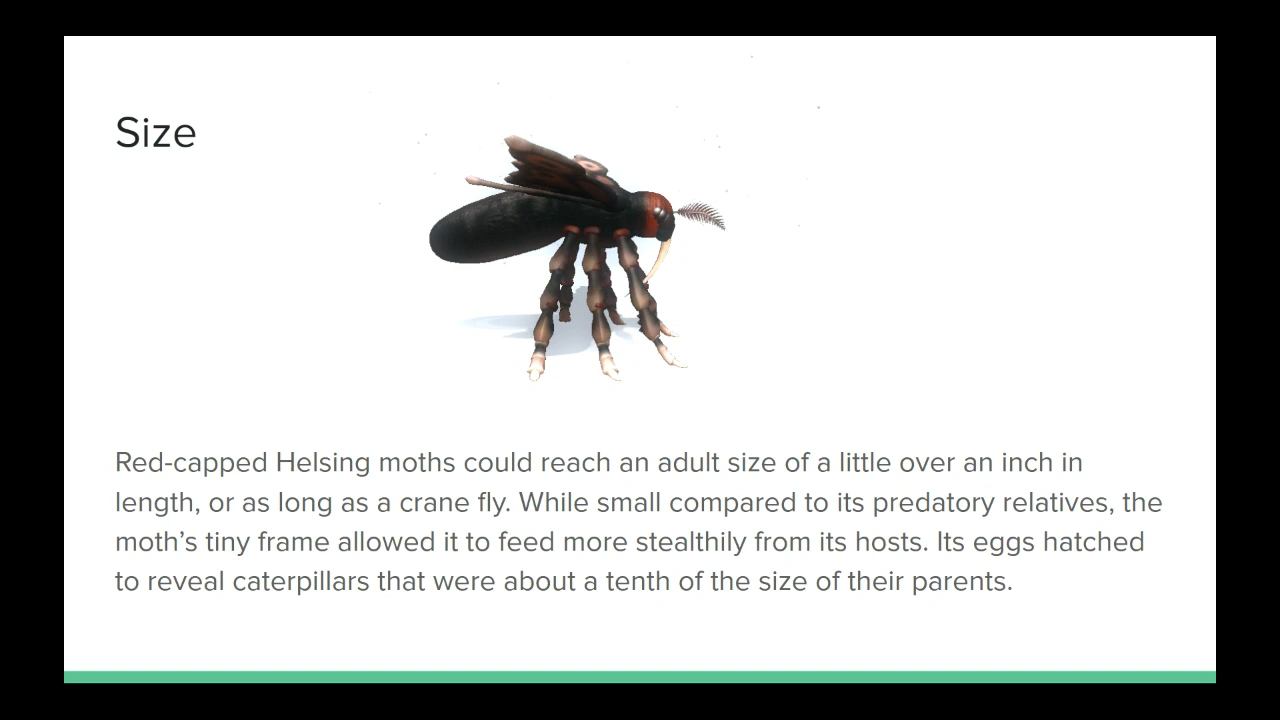 Size
Red-capped Helsing moths could reach an adult size of a little over an inch in
length, or as long as a crane fly. While small compared to its predatory relatives, the
moth’s tiny frame allowed it to feed more stealthily from its hosts. Its eggs hatched
to reveal caterpillars that were about a tenth of the size of their parents.